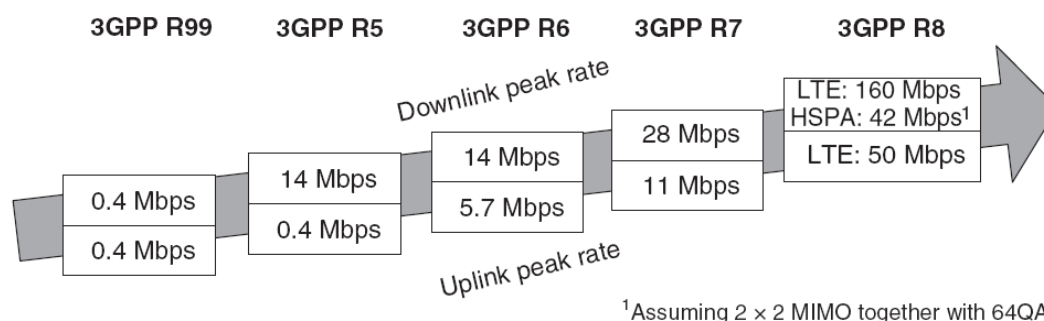 3GPP R99 3GPP R5 3GPP R6 3GPP R7 3GPP R8
Downlink peak rate
0.4 Mbps
0.4 Mbps
14 Mbps
0.4 Mbps
14 Mbps
5.7 Mbps
28 Mbps
11 Mbps
LTE: 160 Mbps
HSPA: 42 Mbps¹
LTE: 50 Mbps
Uplink peak rate
¹Assuming 2 × 2 MIMO together with 64QA